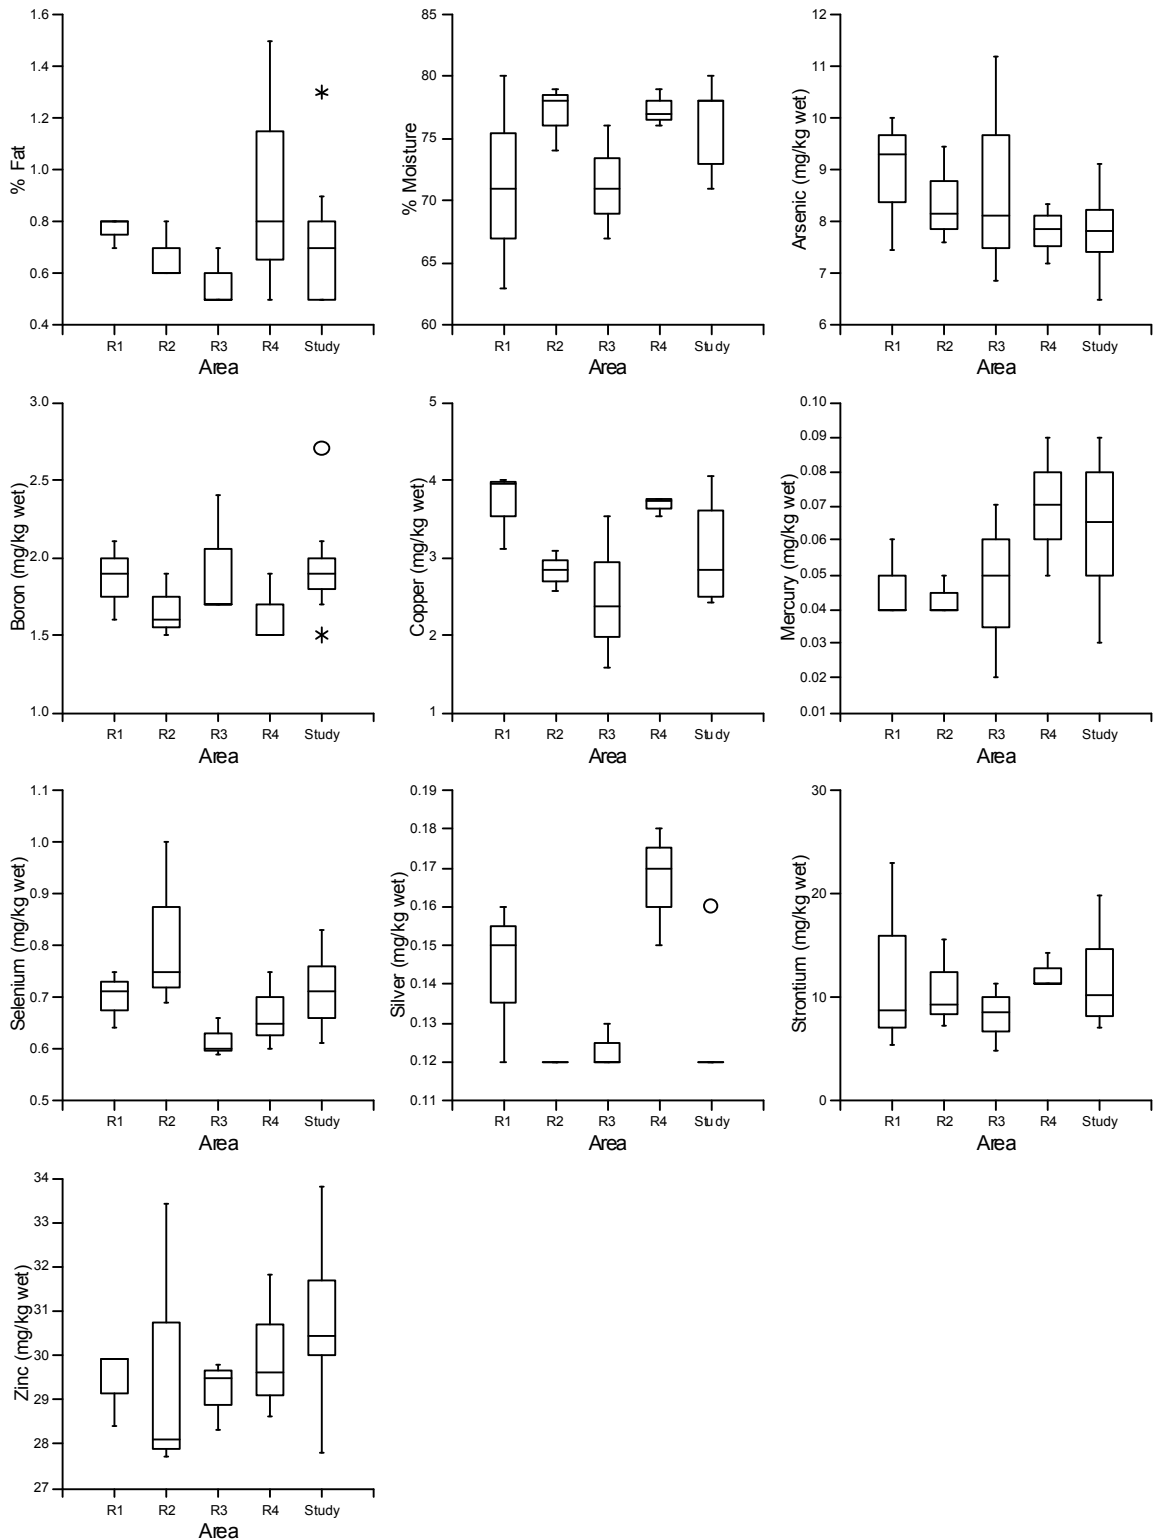 % Fat
1.6
1.4
1.2
1.0
0.8
0.6
0.4
R1 R2 R3 R4 Study
Area
% Moisture
85
80
75
70
65
60
R1 R2 R3 R4 Study
Area
Arsenic (mg/kg wet)
12
11
10
9
8
7
6
R1 R2 R3 R4 Study
Area
Boron (mg/kg wet)
3.0
2.5
2.0
1.5
1.0
R1 R2 R3 R4 Study
Area
Copper (mg/kg wet)
5
4
3
2
1
R1 R2 R3 R4 Study
Area
Mercury (mg/kg wet)
0.10
0.09
0.08
0.07
0.06
0.05
0.04
0.03
0.02
0.01
R1 R2 R3 R4 Study
Area
Selenium (mg/kg wet)
1.1
1.0
0.9
0.8
0.7
0.6
0.5
R1 R2 R3 R4 Study
Area
Silver (mg/kg wet)
0.19
0.18
0.17
0.16
0.15
0.14
0.13
0.12
0.11
R1 R2 R3 R4 Study
Area
Strontium (mg/kg wet)
30
20
10
0
R1 R2 R3 R4 Study
Area
Zinc (mg/kg wet)
34
33
32
31
30
29
28
27
R1 R2 R3 R4 Study
Area